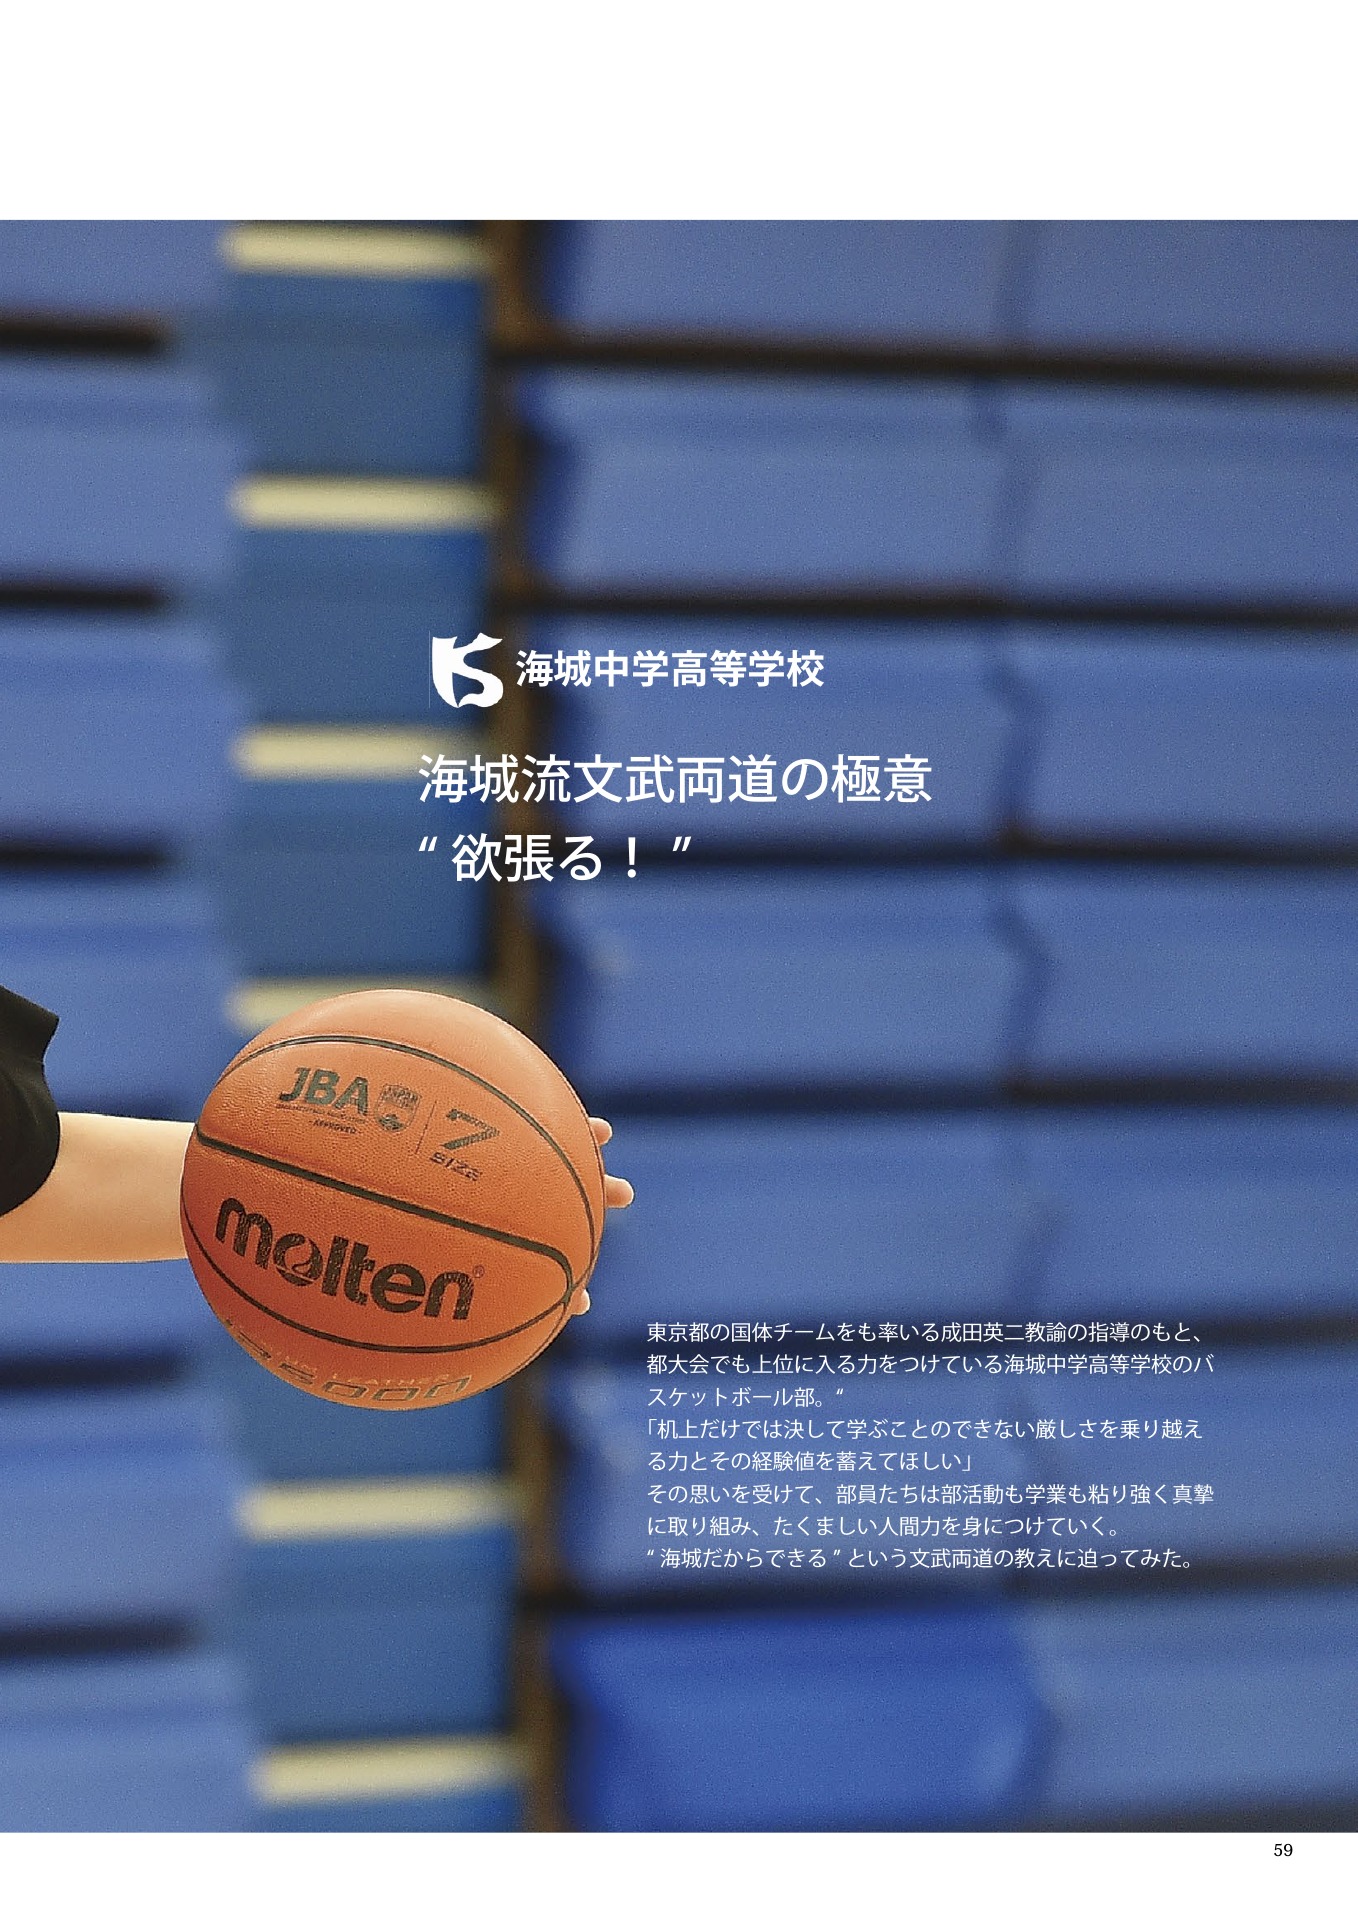 海城中学高等学校
海城流文武両道の極意
“ 欲張る！ ”
JBA
APPROVED
7
SIZE
molten
LEATHER
5000
東京都の国体チームをも率いる成田英二教諭の指導のもと、
都大会でも上位に入る力をつけている海城中学高等学校のバ
スケットボール部。“
「机上だけでは決して学ぶことのできない厳しさを乗り越え
る力とその経験値を蓄えてほしい」
その思いを受けて、部員たちは部活動も学業も粘り強く真摯
に取り組み、たくましい人間力を身につけていく。
“ 海城だからできる ” という文武両道の教えに迫ってみた。
59